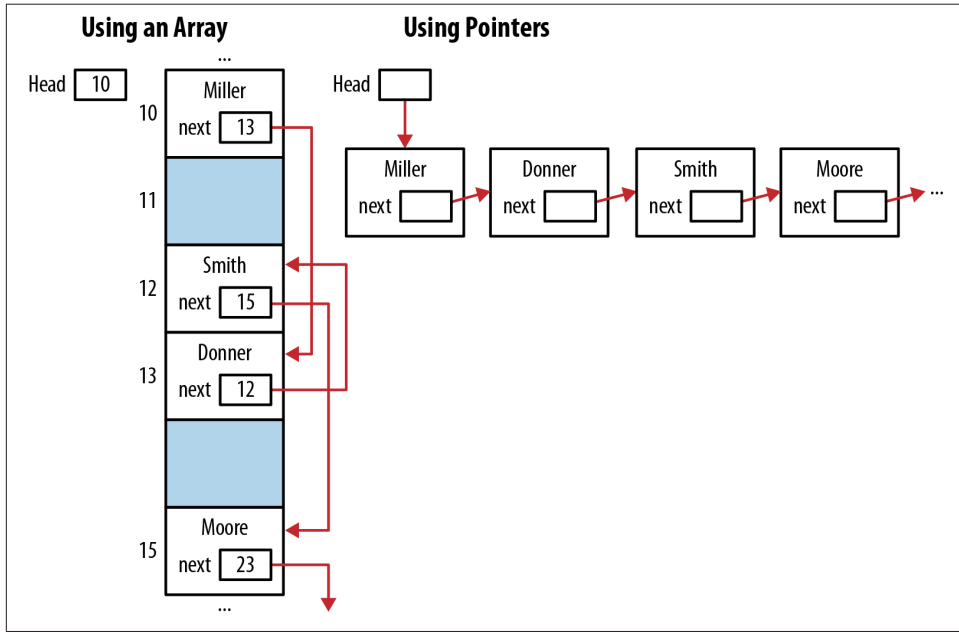 Using an Array
...
Head 10
10
Miller
next 13
11
12
Smith
next 15
13
Donner
next 12
15
Moore
next 23
...
Using Pointers
Head
Miller
next
Donner
next
Smith
next
Moore
next
...